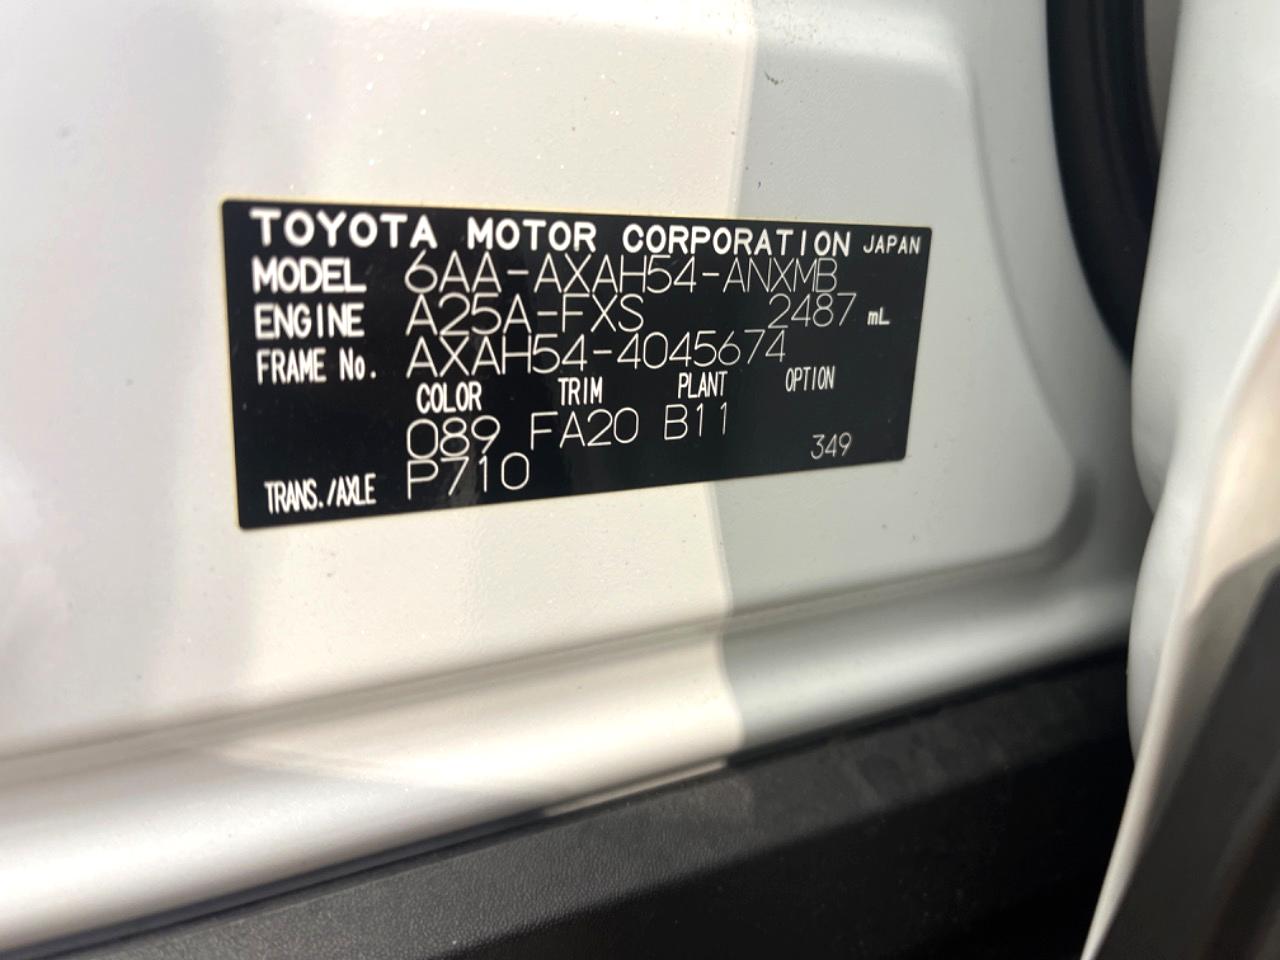 TOYOTA MOTOR CORPORATION JAPAN
MODEL 6AA-AXAH54-ANXMB
ENGINE A25A-FXS 2487 mL
FRAME No. AXAH54-4045674
COLOR TRIM PLANT OPTION
089 FA20 B11
TRANS./AXLE P710 349